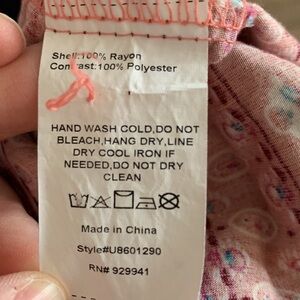 Shell:100% Rayon
Contrast:100% Polyester
HAND WASH COLD,DO NOT
BLEACH,HANG DRY,LINE
DRY COOL IRON IF
NEEDED,DO NOT DRY
CLEAN
Made in China
Style#U8601290
RN# 929941